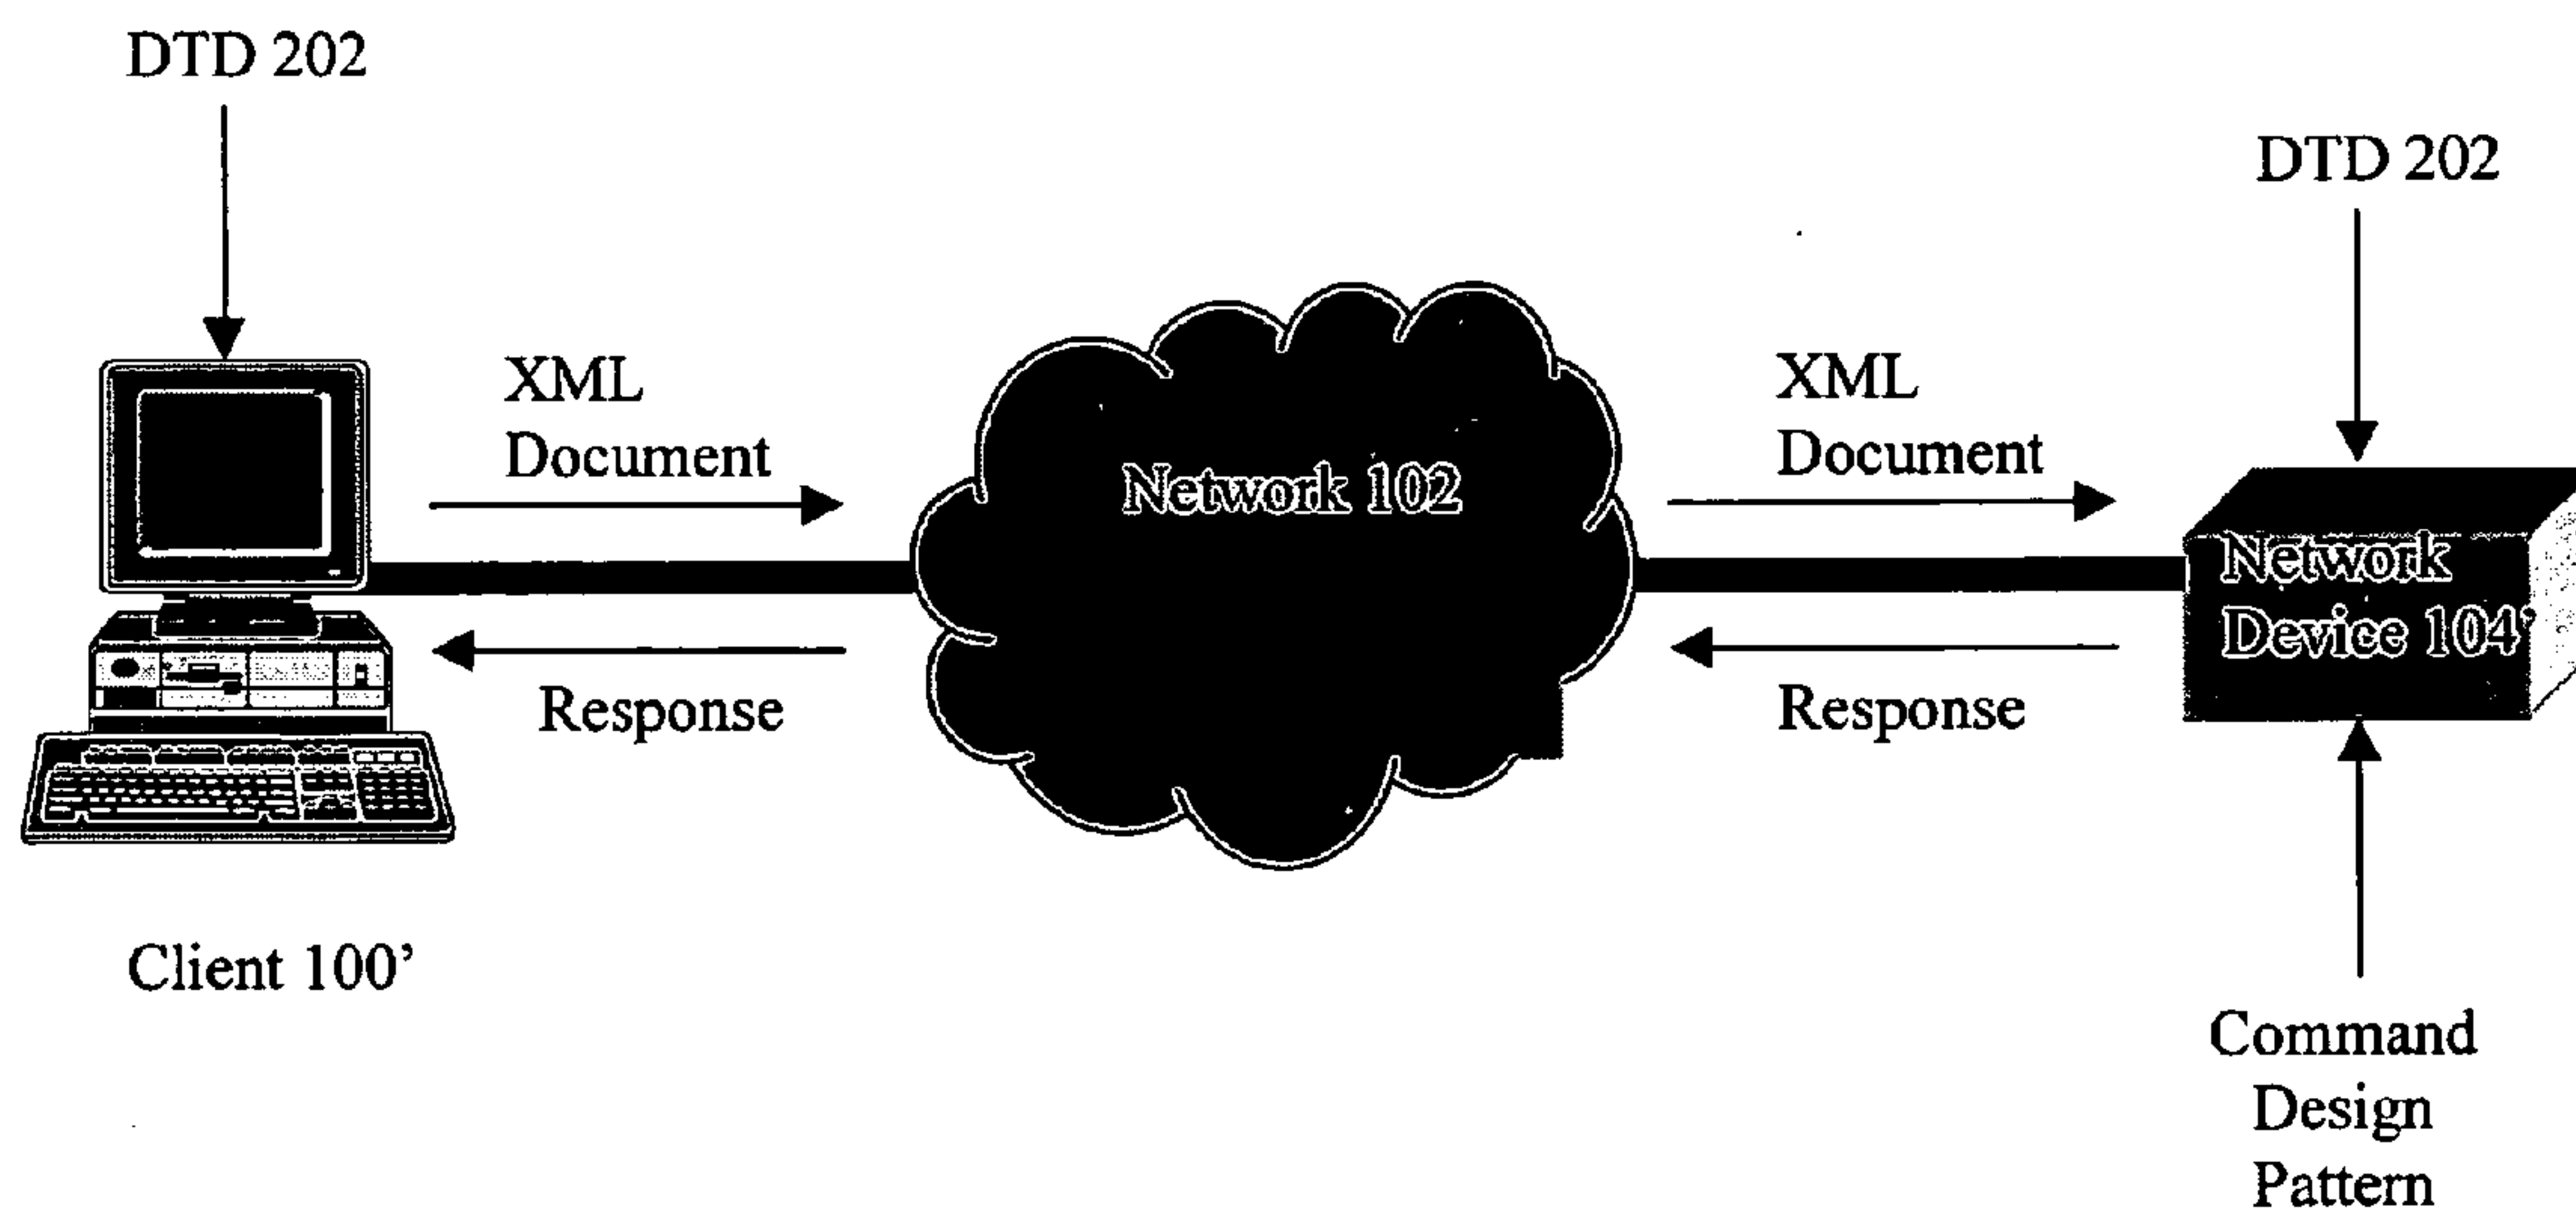 DTD 202
DTD 202
XML
Document
XML
Document
Network 102
Network
Device 104'
Response
Response
Client 100’
Command
Design
Pattern